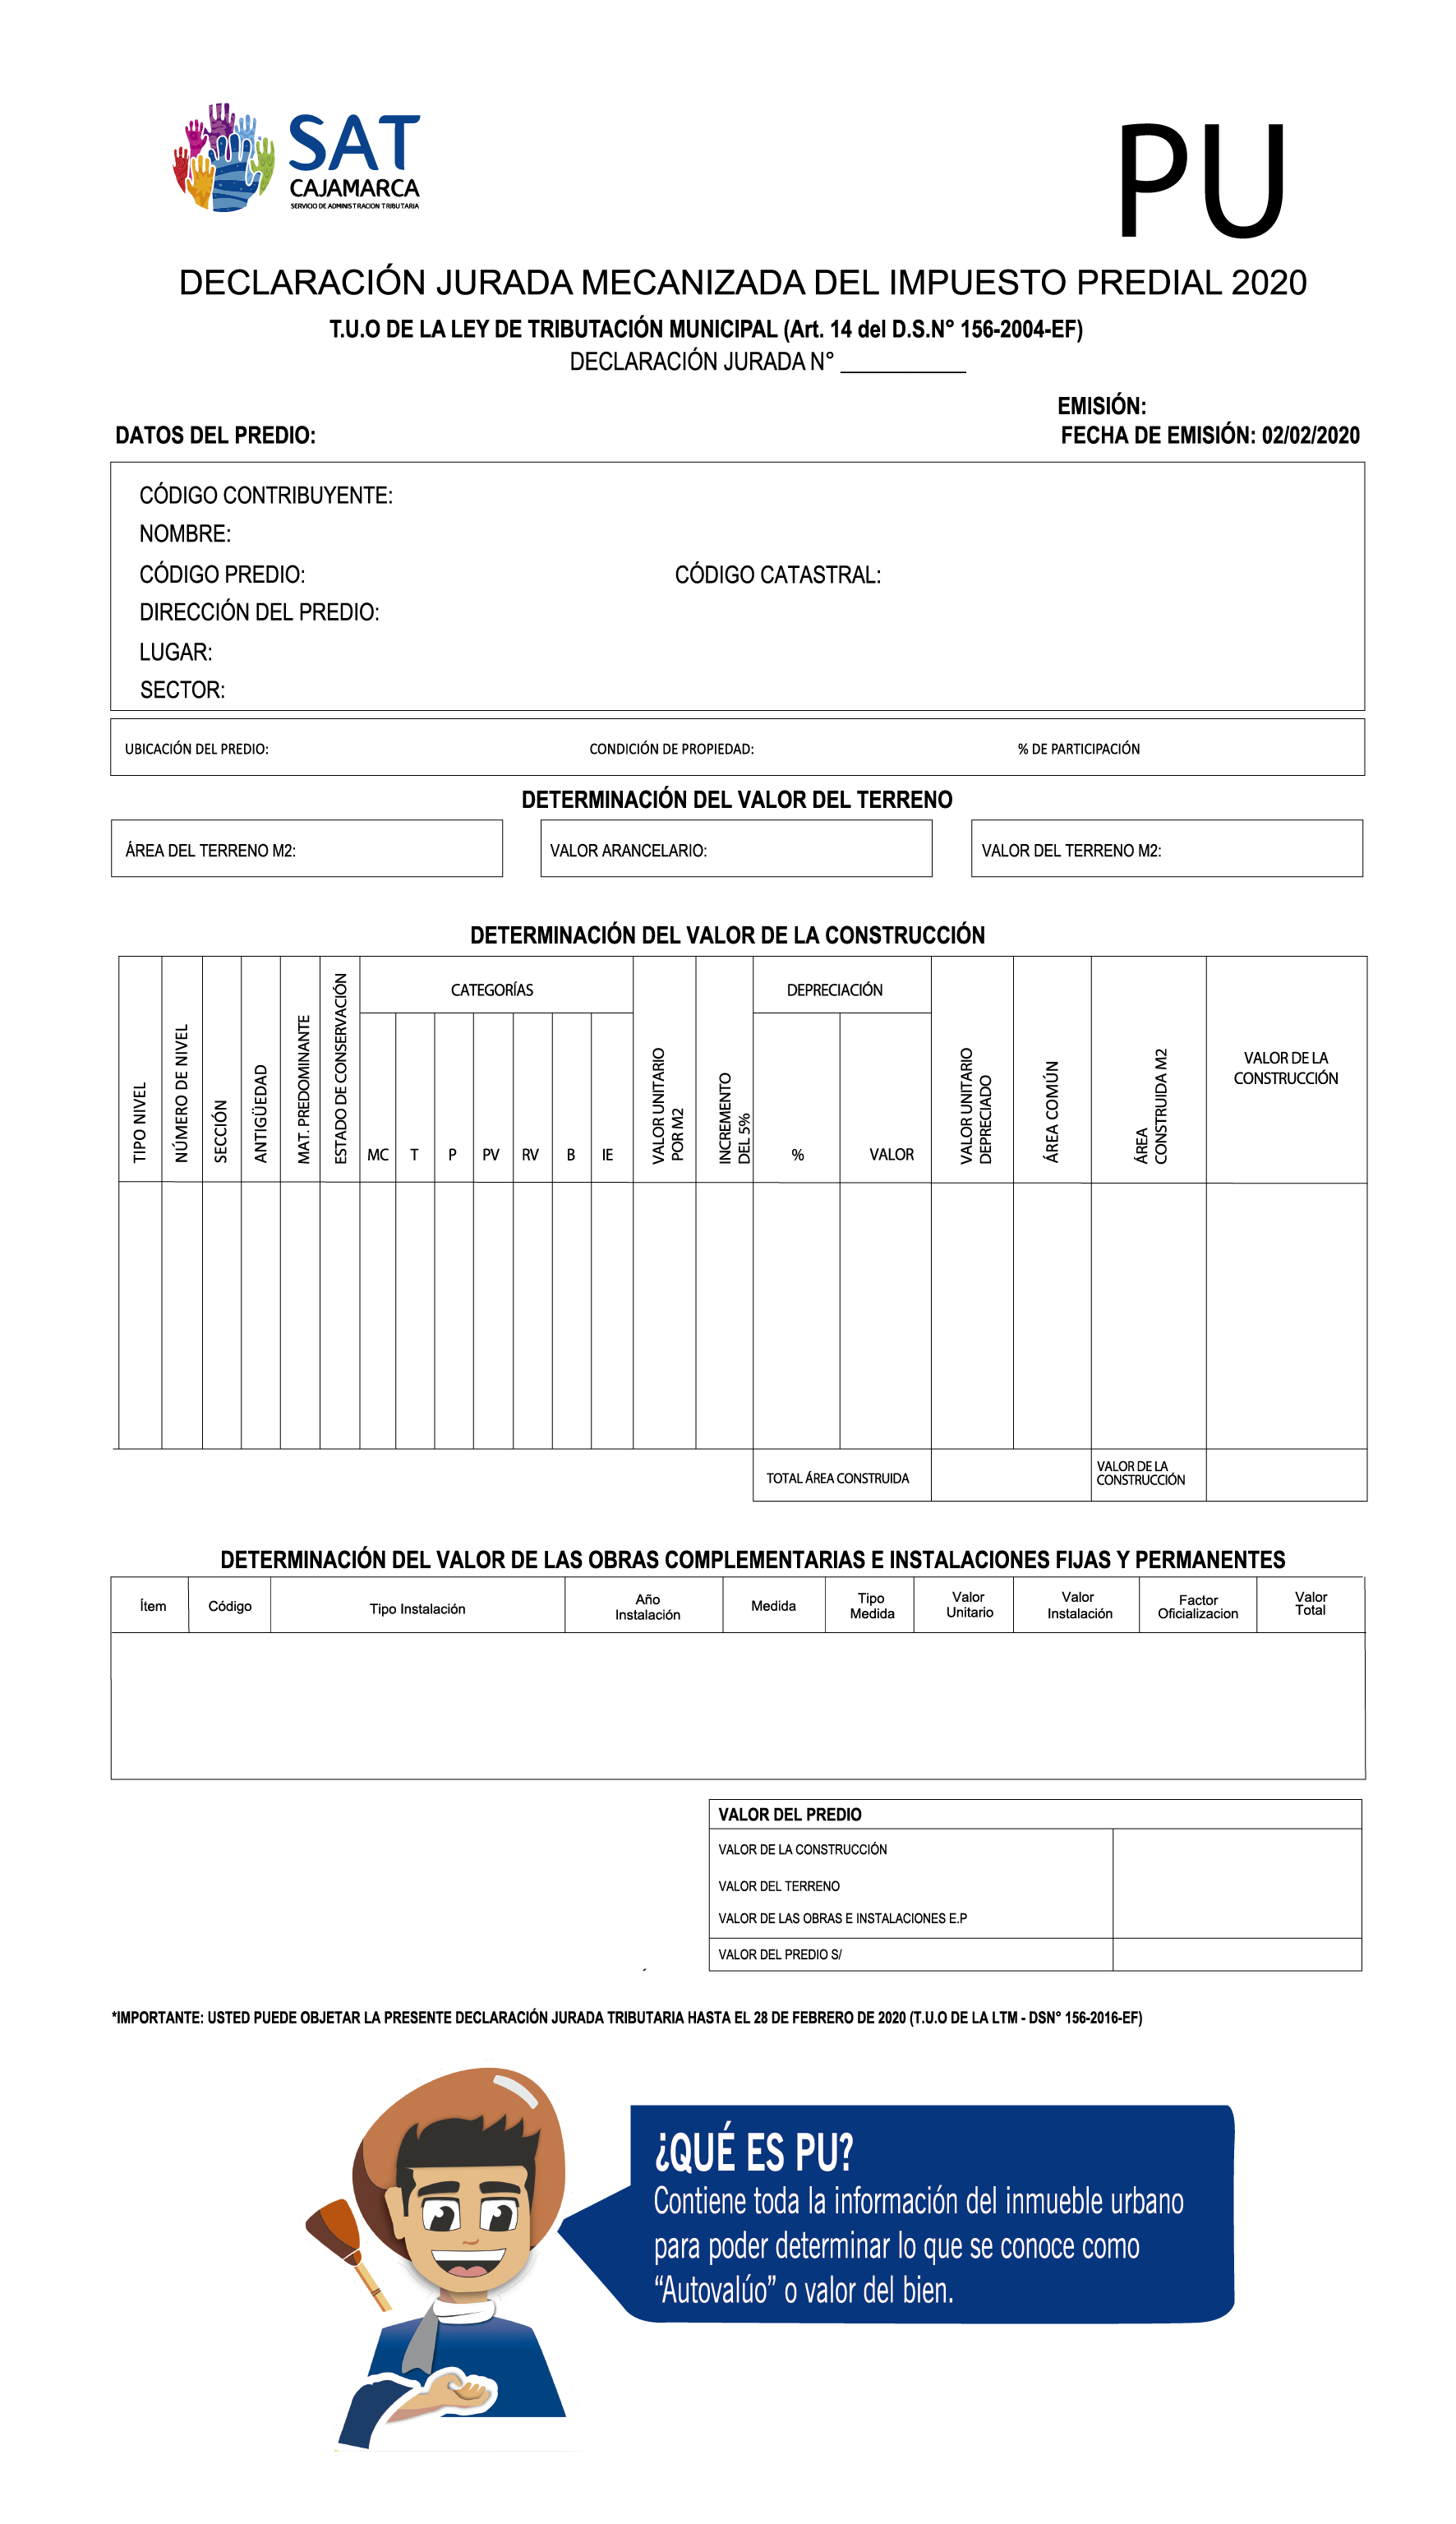 SAT
CAJAMARCA
SERVICIO DE ADMINISTRACION TRIBUTARIA
PU
DECLARACIÓN JURADA MECANIZADA DEL IMPUESTO PREDIAL 2020
T.U.O DE LA LEY DE TRIBUTACIÓN MUNICIPAL (Art. 14 del D.S.N° 156-2004-EF)
DECLARACIÓN JURADA N° __________
EMISIÓN:
DATOS DEL PREDIO:
FECHA DE EMISIÓN: 02/02/2020
CÓDIGO CONTRIBUYENTE:
NOMBRE:
CÓDIGO PREDIO:
CÓDIGO CATASTRAL:
DIRECCIÓN DEL PREDIO:
LUGAR:
SECTOR:
UBICACIÓN DEL PREDIO:
CONDICIÓN DE PROPIEDAD:
% DE PARTICIPACIÓN
DETERMINACIÓN DEL VALOR DEL TERRENO
ÁREA DEL TERRENO M2:
VALOR ARANCELARIO:
VALOR DEL TERRENO M2:
DETERMINACIÓN DEL VALOR DE LA CONSTRUCCIÓN
TIPO NIVEL
NÚMERO DE NIVEL
SECCIÓN
ANTIGÜEDAD
MAT. PREDOMINANTE
ESTADO DE CONSERVACIÓN
CATEGORÍAS
MC
T
P
PV
RV
B
IE
VALOR UNITARIO
POR M2
INCREMENTO
DEL 5%
DEPRECIACIÓN
%
VALOR
VALOR UNITARIO
DEPRECIADO
ÁREA COMÚN
ÁREA
CONSTRUIDA M2
VALOR DE LA
CONSTRUCCIÓN
TOTAL ÁREA CONSTRUIDA
VALOR DE LA
CONSTRUCCIÓN
DETERMINACIÓN DEL VALOR DE LAS OBRAS COMPLEMENTARIAS E INSTALACIONES FIJAS Y PERMANENTES
Ítem
Código
Tipo Instalación
Año
Instalación
Medida
Tipo
Medida
Valor
Unitario
Valor
Instalación
Factor
Oficializacion
Valor
Total
VALOR DEL PREDIO
VALOR DE LA CONSTRUCCIÓN
VALOR DEL TERRENO
VALOR DE LAS OBRAS E INSTALACIONES E.P
VALOR DEL PREDIO S/
*IMPORTANTE: USTED PUEDE OBJETAR LA PRESENTE DECLARACIÓN JURADA TRIBUTARIA HASTA EL 28 DE FEBRERO DE 2020 (T.U.O DE LA LTM - DSN° 156-2016-EF)
¿QUÉ ES PU?
Contiene toda la información del inmueble urbano
para poder determinar lo que se conoce como
“Autovalúo” o valor del bien.